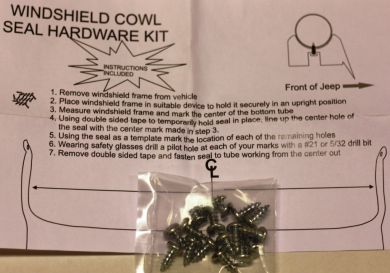 WINDSHIELD COWL
SEAL HARDWARE KIT
INSTRUCTIONS
INCLUDED
Front of Jeep
1. Remove windshield frame from vehicle
2. Place windshield frame in suitable device to hold it securely in an upright position
3. Measure windshield frame and mark the center of the bottom tube
4. Using double sided tape to temporarily hold seal in place, line up the center hole of
the seal with the center mark made in step 3.
5. Using the seal as a template mark the location of each of the remaining holes
6. Wearing safety glasses drill a pilot hole at each of your marks with a #21 or 5/32 drill bit
7. Remove double sided tape and fasten seal to tube working from the center out
CL